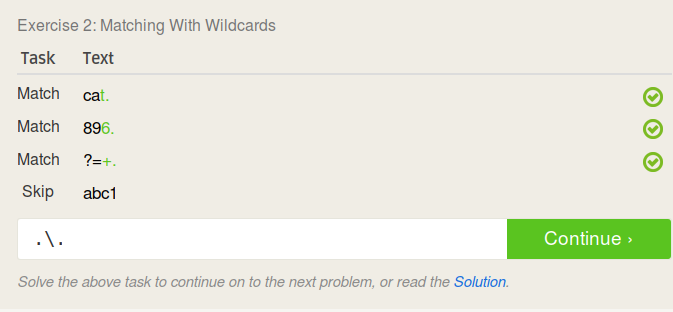 Exercise 2: Matching With Wildcards
Task Text
Match cat.
Match 896.
Match ?=+.
Skip abc1
.\.
Continue ›
Solve the above task to continue on to the next problem, or read the Solution.